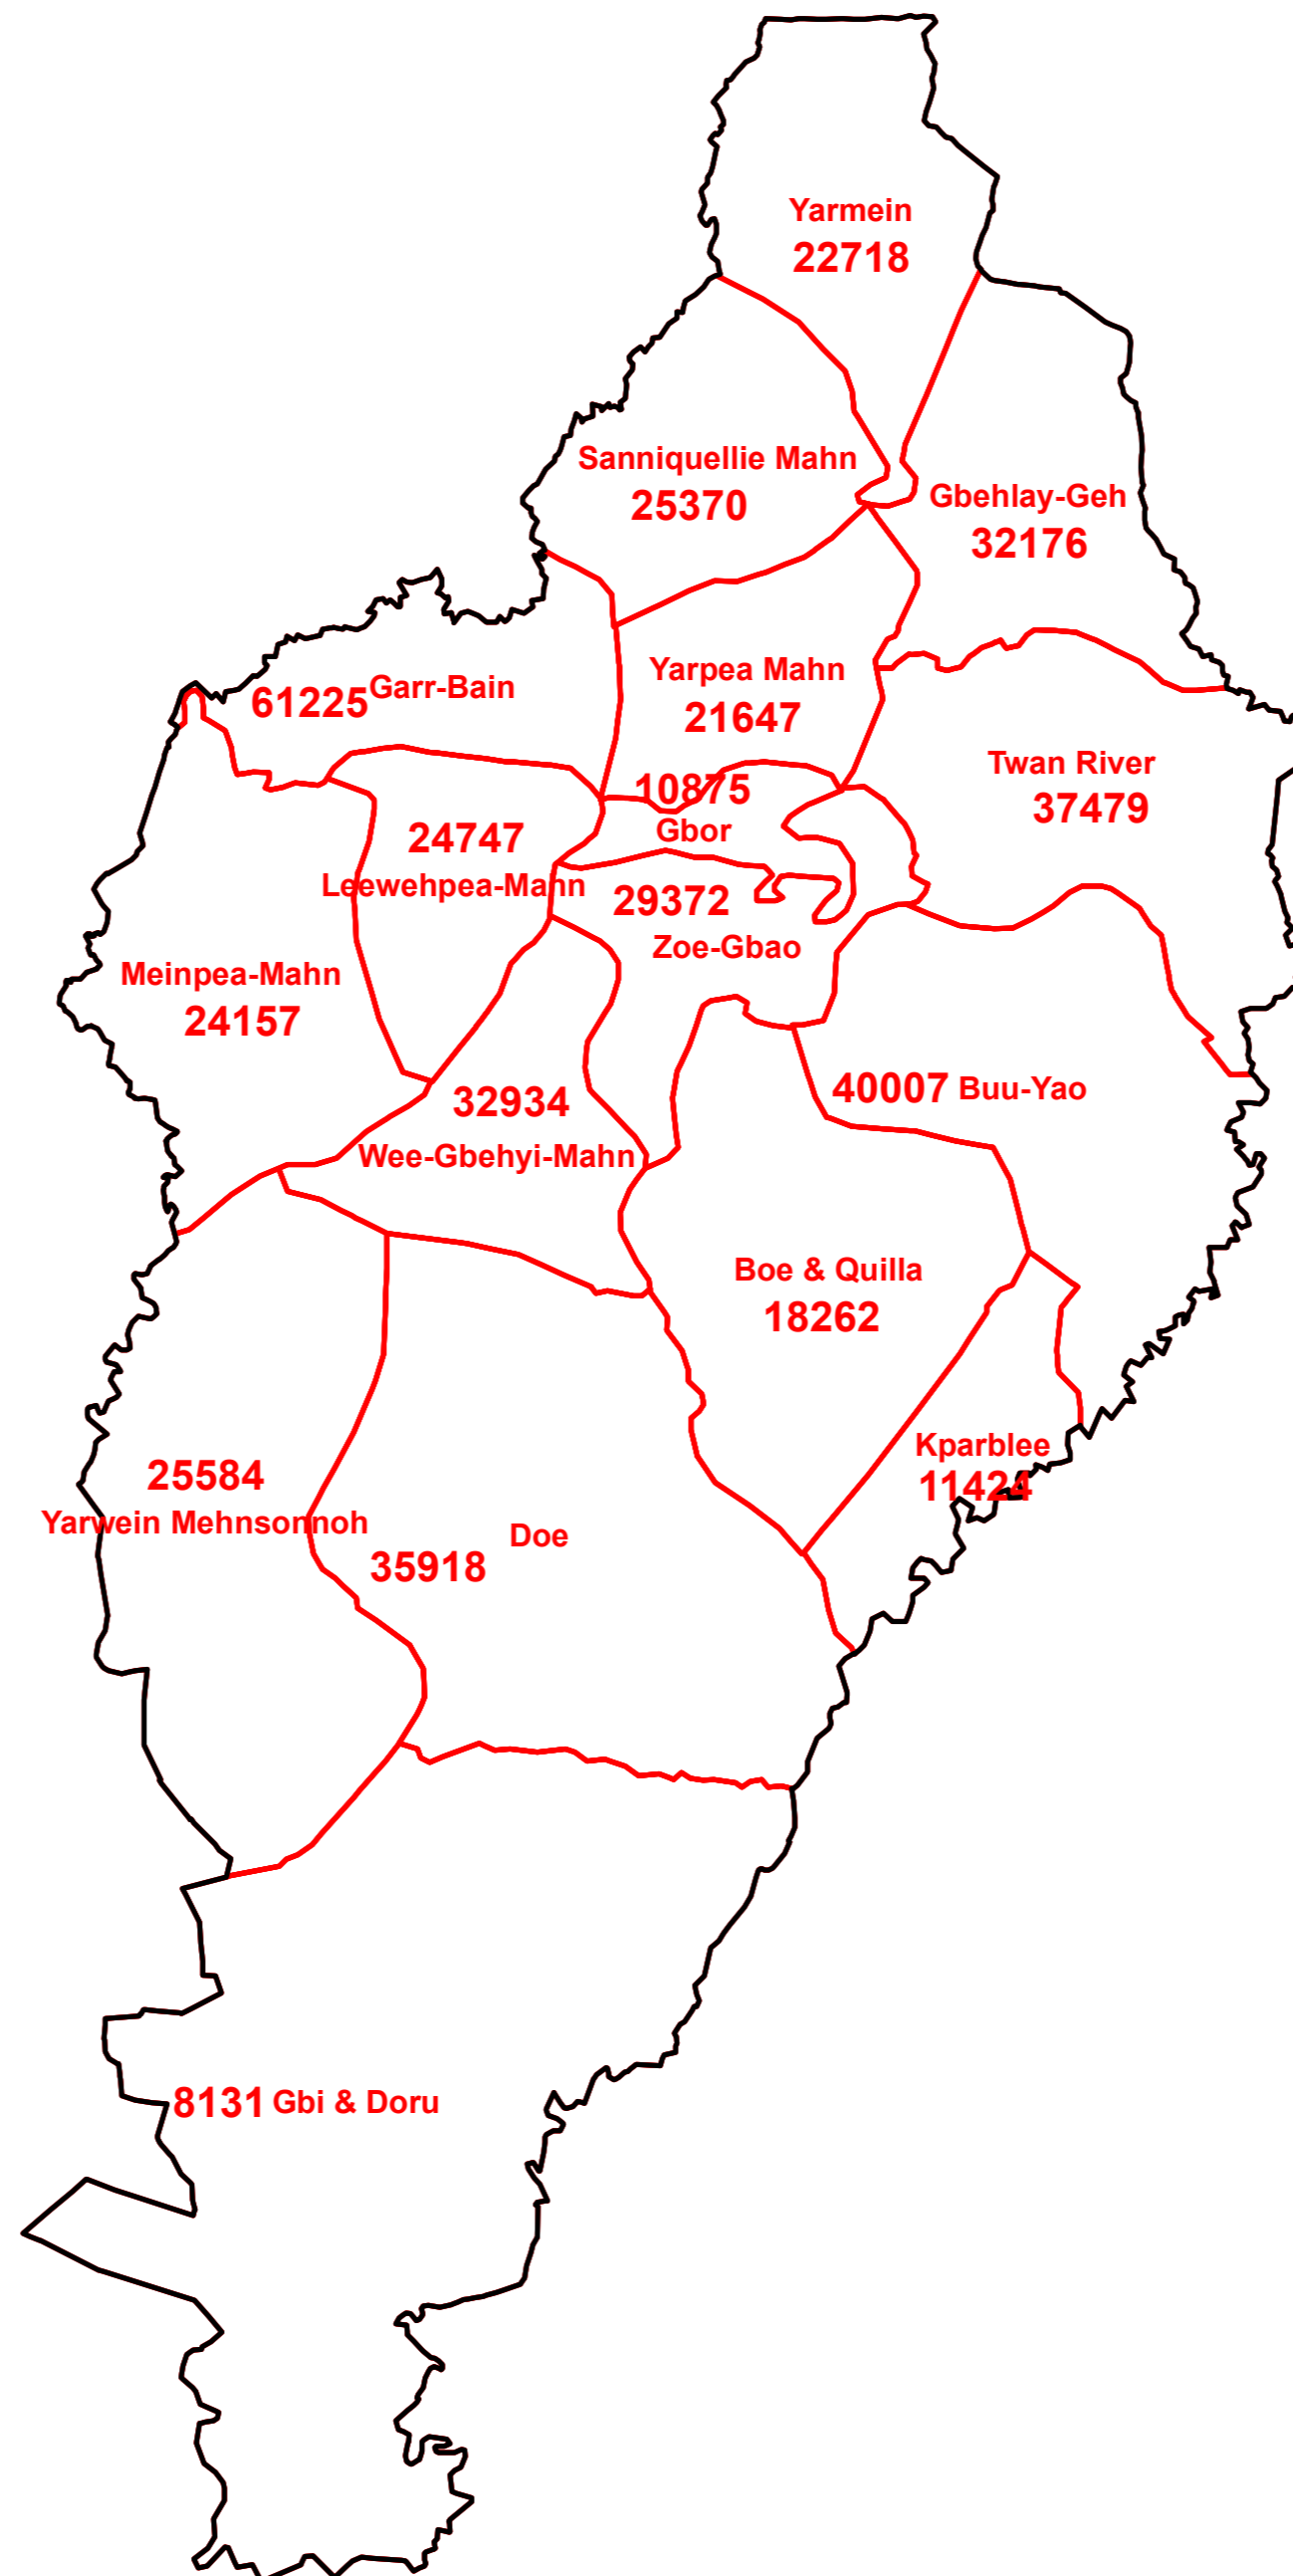 Yarmein
22718
Sanniquellie Mahn
25370
Gbehlay-Geh
32176
61225 Garr-Bain
Yarpea Mahn
21647
Twan River
37479
10875
Gbor
24747
Leewehpea-Mahn
29372
Zoe-Gbao
Meinpea-Mahn
24157
40007 Buu-Yao
32934
Wee-Gbehyi-Mahn
Boe & Quilla
18262
Kparblee
11424
25584
Yarwein Mehnsonnoh
Doe
35918
8131 Gbi & Doru